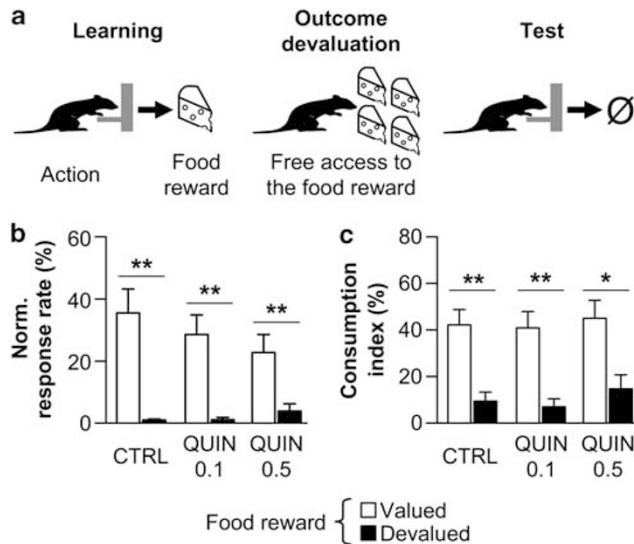 a
Learning
Outcome
devaluation
Test
Ø
Action
Food
reward
Free access to
the food reward
b
Norm.
response rate (%)
60
40
20
0
**
**
**
CTRL
QUIN
0.1
QUIN
0.5
c
Consumption
index (%)
80
60
40
20
0
**
**
*
CTRL
QUIN
0.1
QUIN
0.5
Food reward
Valued
Devalued